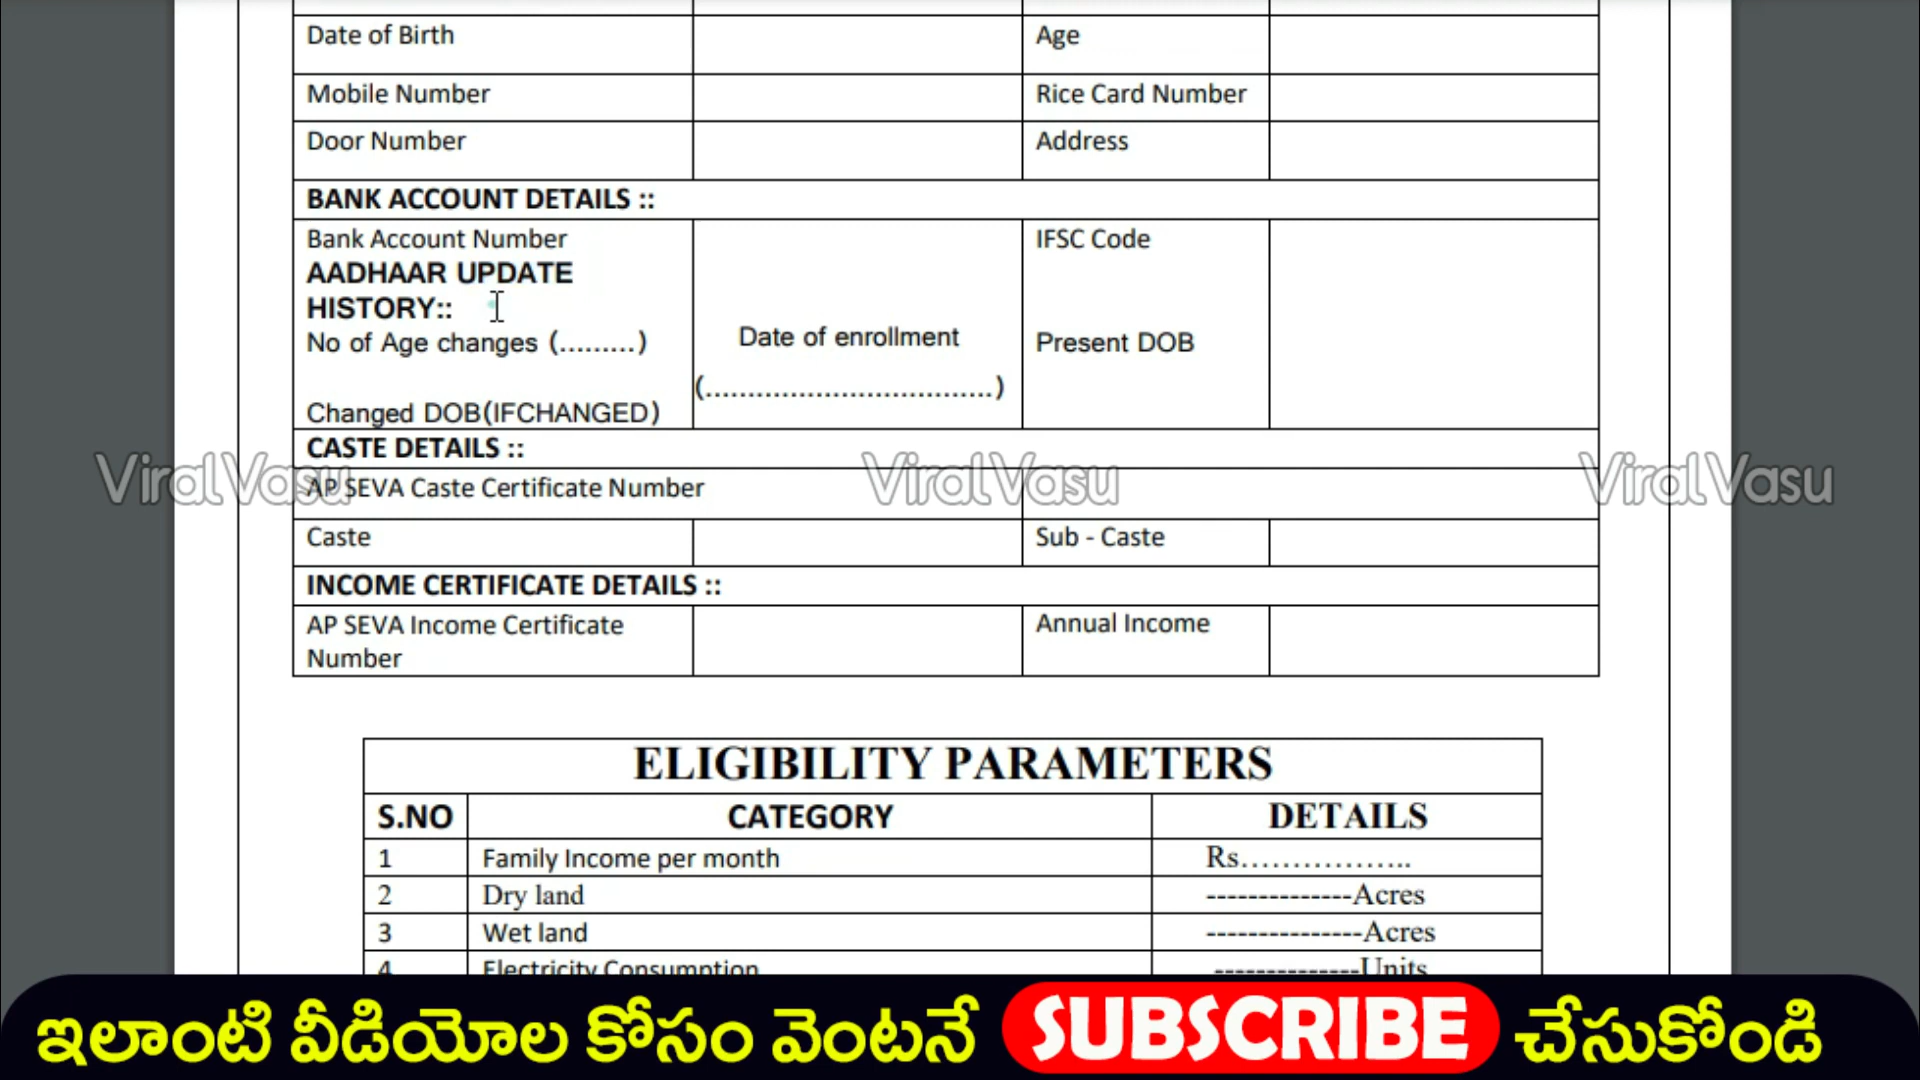 Date of Birth Age
Mobile Number Rice Card Number
Door Number Address
BANK ACCOUNT DETAILS ::
Bank Account Number IFSC Code
AADHAAR UPDATE
HISTORY::
No of Age changes (.........) Date of enrollment Present DOB
(..................................)
Changed DOB(IFCHANGED)
CASTE DETAILS ::
AP SEVA Caste Certificate Number
ViralVasu ViralVasu ViralVasu
Caste Sub - Caste
INCOME CERTIFICATE DETAILS ::
AP SEVA Income Certificate Annual Income
Number
ELIGIBILITY PARAMETERS
S.NO CATEGORY DETAILS
1 Family Income per month Rs……………..
2 Dry land --------------Acres
3 Wet land ---------------Acres
4 Electricity Consumption --------------Units
ఇలాంటి వీడియోల కోసం వెంటనే SUBSCRIBE చేసుకోండి